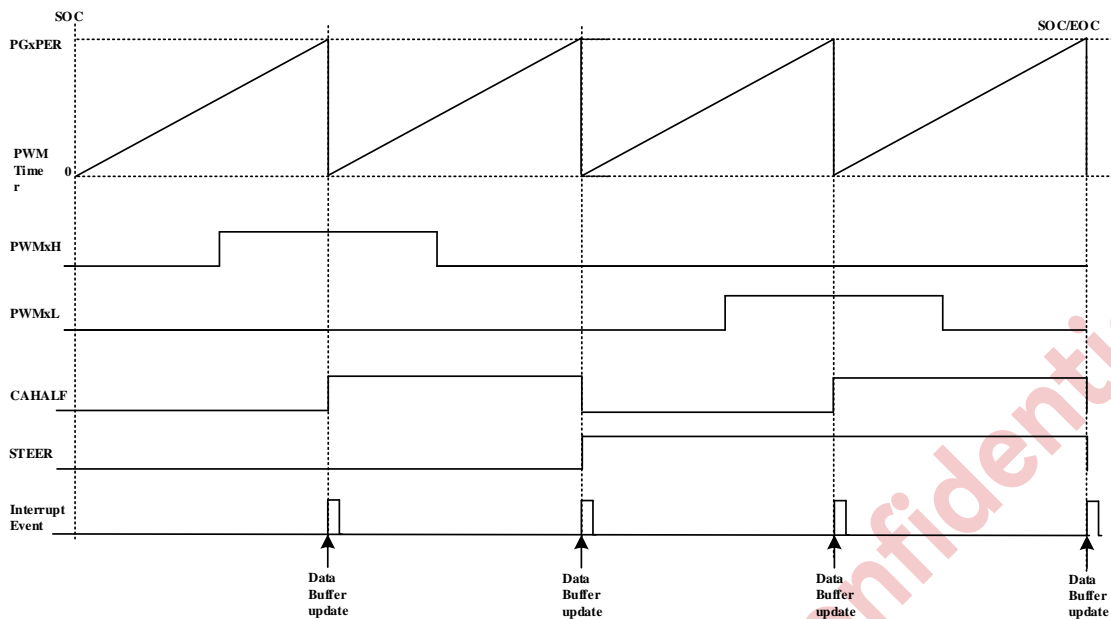 SOC
SOC/EOC
PGxPER
PWM
Time
r
0
PWMxH
PWMxL
CAHALF
STEER
Interrupt
Event
Data
Buffer
update
Data
Buffer
update
Data
Buffer
update
Data
Buffer
update
onfidenti